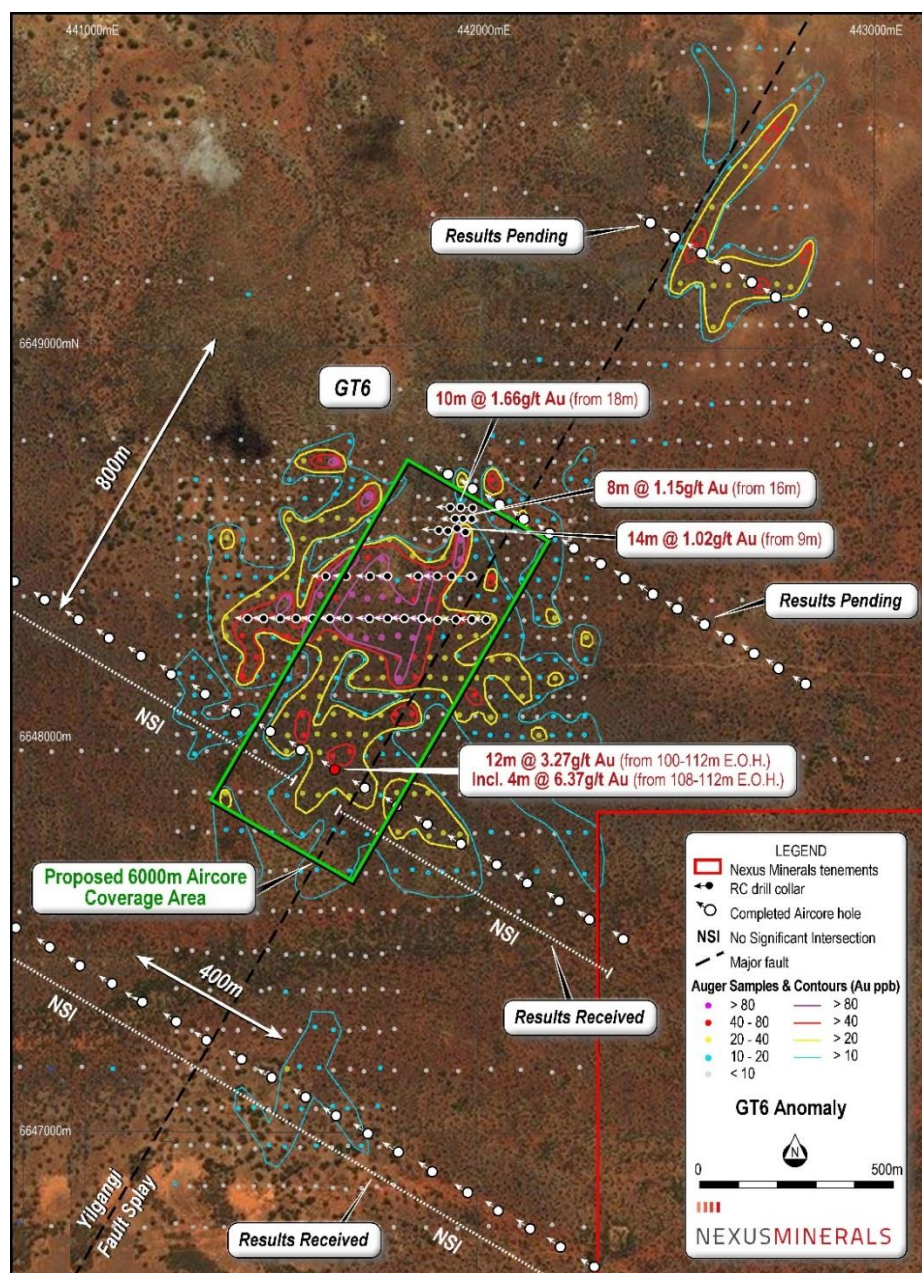 441000mE
442000mE
443000mE
Results Pending
6649000mN
GT6
10m @ 1.66g/t Au (from 18m)
800m
8m @ 1.15g/t Au (from 16m)
14m @ 1.02g/t Au (from 9m)
Results Pending
NSI
6648000m
12m @ 3.27g/t Au (from 100-112m E.O.H.)
Incl. 4m @ 6.37g/t Au (from 108-112m E.O.H.)
Proposed 6000m Aircore
Coverage Area
NSI
400m
NSI
Results Received
6647000m
Yilgangi
Fault Splay
Results Received
NSI
LEGEND
Nexus Minerals tenements
RC drill collar
Completed Aircore hole
NSI No Significant Intersection
Major fault
Auger Samples & Contours (Au ppb)
> 80 > 80
40 - 80 > 40
20 - 40 > 20
10 - 20 > 10
< 10
GT6 Anomaly
N
0 500m
NEXUSMINERALS